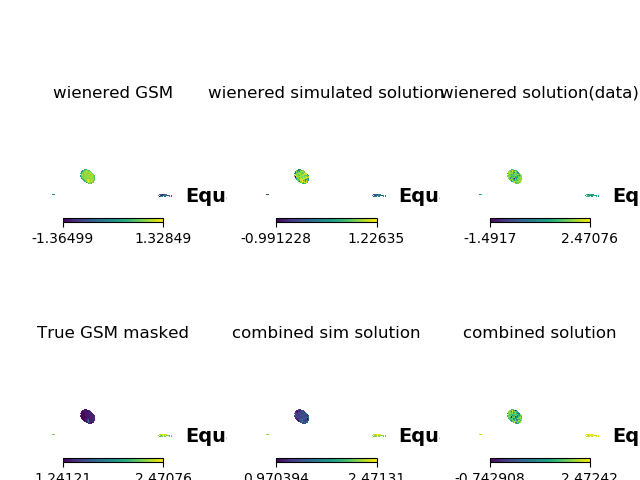 wienered GSM wienered simulated solution wienered solution(data)
Equ Equ Eq
-1.36499 1.32849 -0.991228 1.22635 -1.4917 2.47076
True GSM masked combined sim solution combined solution
Equ Equ Eq
1.24121 2.47076 0.970394 2.47131 -0.742908 2.47242